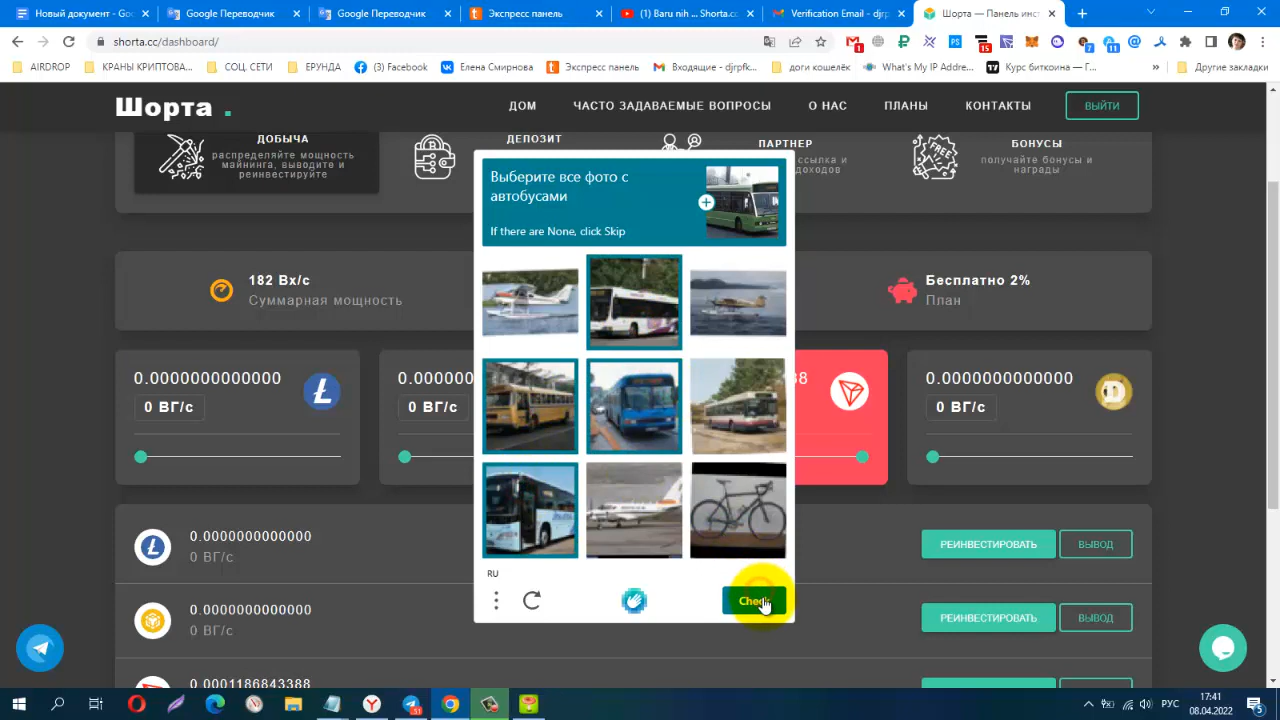 Новый документ
Google Переводчик
Google Переводчик
Экспресс панель
(1) Baru nih ... Shorta.cc
Verification Email - djrp
Шорта — Панель инст
shorta.cc/dashboard/
AIRDROP
КРАНЫ КРИПТОВА...
СОЦ. СЕТИ
ЕРУНДА
(3) Facebook
Елена Смирнова
Экспресс панель
Входящие - djrpfk...
доги кошелёк
What's My IP Addre...
Курс биткоина — Г...
»
Другие закладки
Шорта .
ДОМ
ЧАСТО ЗАДАВАЕМЫЕ ВОПРОСЫ
О НАС
ПЛАНЫ
КОНТАКТЫ
ВЫЙТИ
ДОБЫЧА
распределяйте мощность
майнинга, выводите и
реинвестируйте
ДЕПОЗИТ
ПАРТНЕР
ссылка и
доходов
FREE
БОНУСЫ
получайте бонусы и
награды
Выберите все фото с
автобусами
If there are None, click Skip
182 Вх/с
Суммарная мощность
Бесплатно 2%
План
0.0000000000000
0 ВГ/с
0.000000
0 ВГ/с
38
0.0000000000000
0 ВГ/с
RU
Check
0.0000000000000
0 ВГ/с
РЕИНВЕСТИРОВАТЬ
ВЫВОД
0.0000000000000
0 ВГ/с
РЕИНВЕСТИРОВАТЬ
ВЫВОД
0.0001186843388
РУС
17:41
08.04.2022